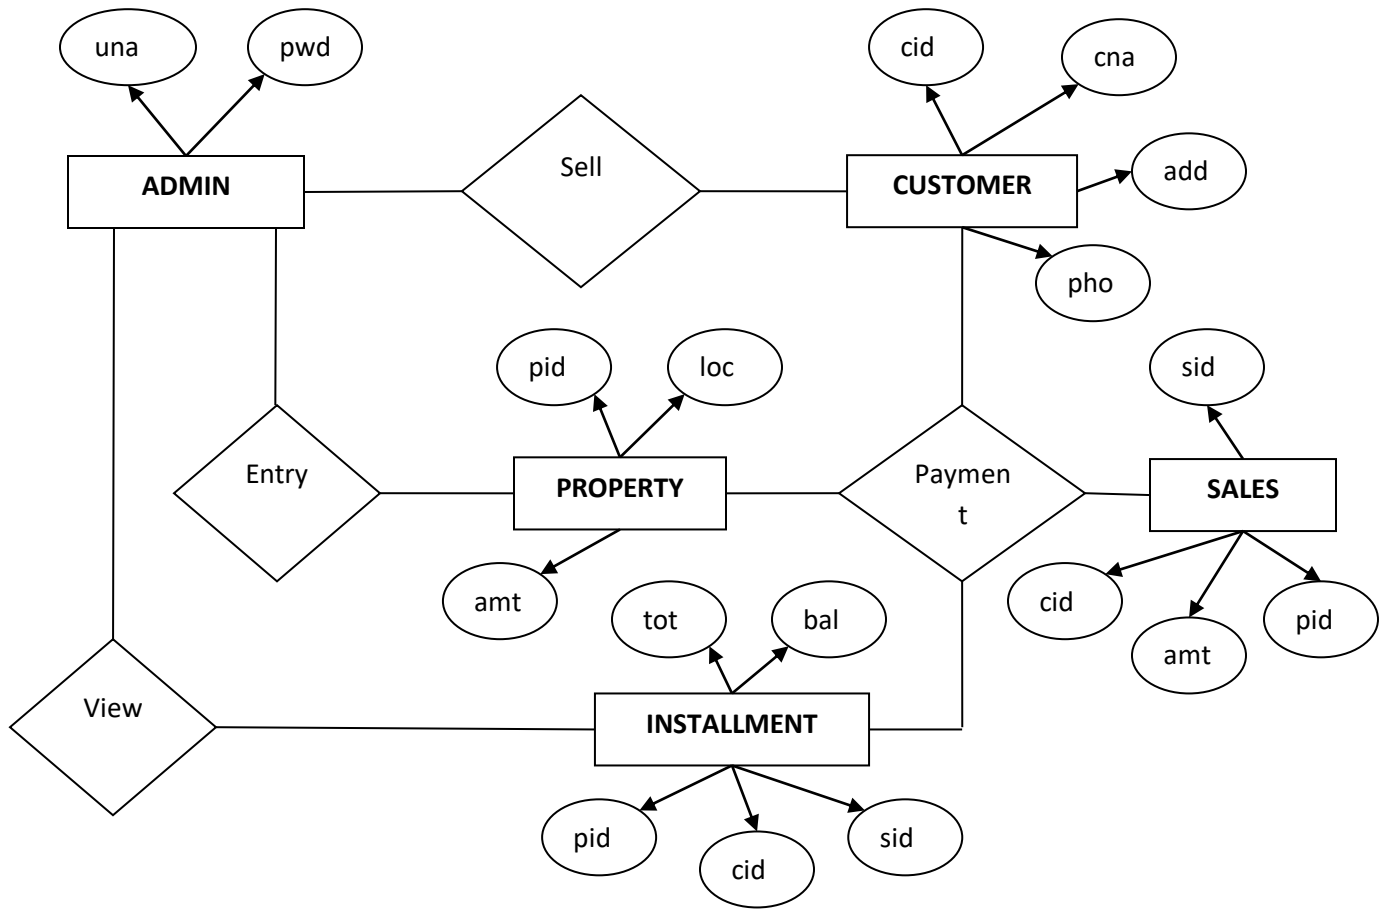 una
pwd
cid
cna
ADMIN
Sell
CUSTOMER
add
pho
pid
loc
sid
Entry
PROPERTY
Paymen
t
SALES
amt
tot
bal
cid
amt
pid
View
INSTALLMENT
pid
cid
sid